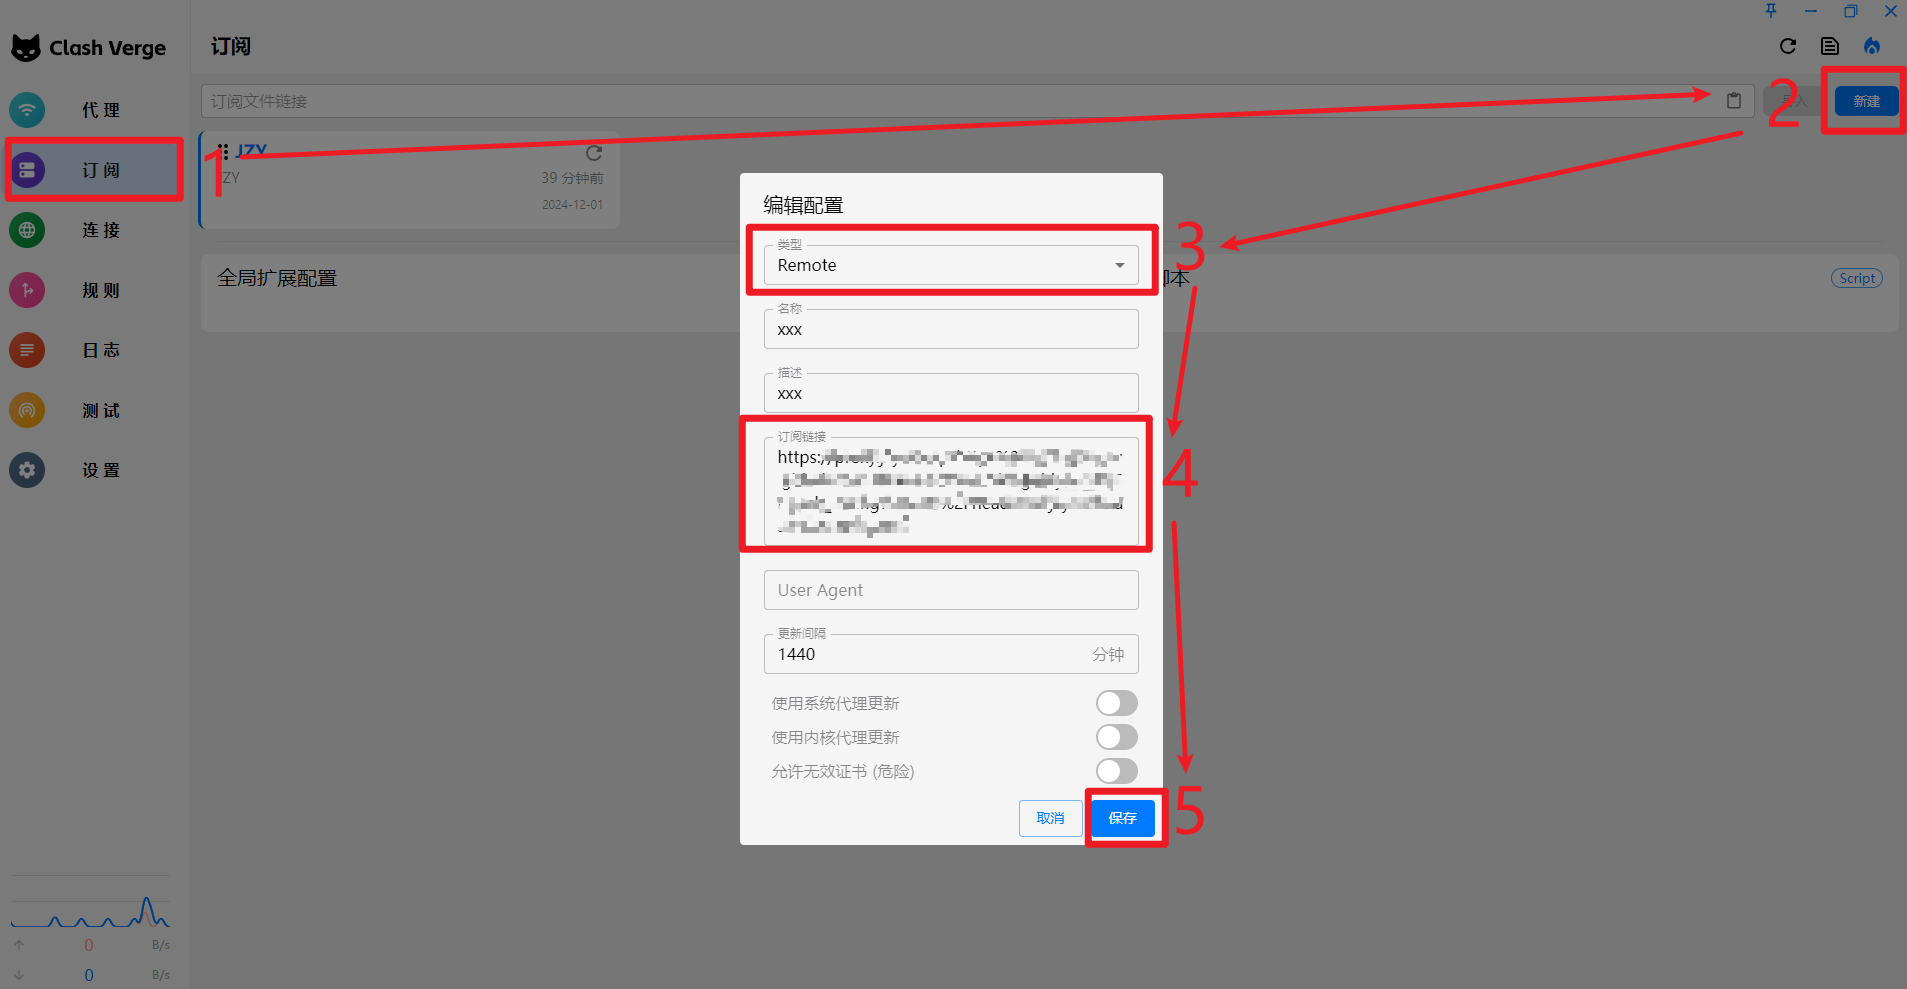 Clash Verge
订阅
代理
订阅
连接
规则
日志
测试
设置
订阅文件链接
新建
JZY
39 分钟前
2024-12-01
全局扩展配置
脚本
Script
编辑配置
类型
Remote
名称
xxx
描述
xxx
订阅链接
https:/
User Agent
更新间隔
1440 分钟
使用系统代理更新
使用内核代理更新
允许无效证书 (危险)
取消
保存
1
2
3
4
5
0 B/s
0 B/s